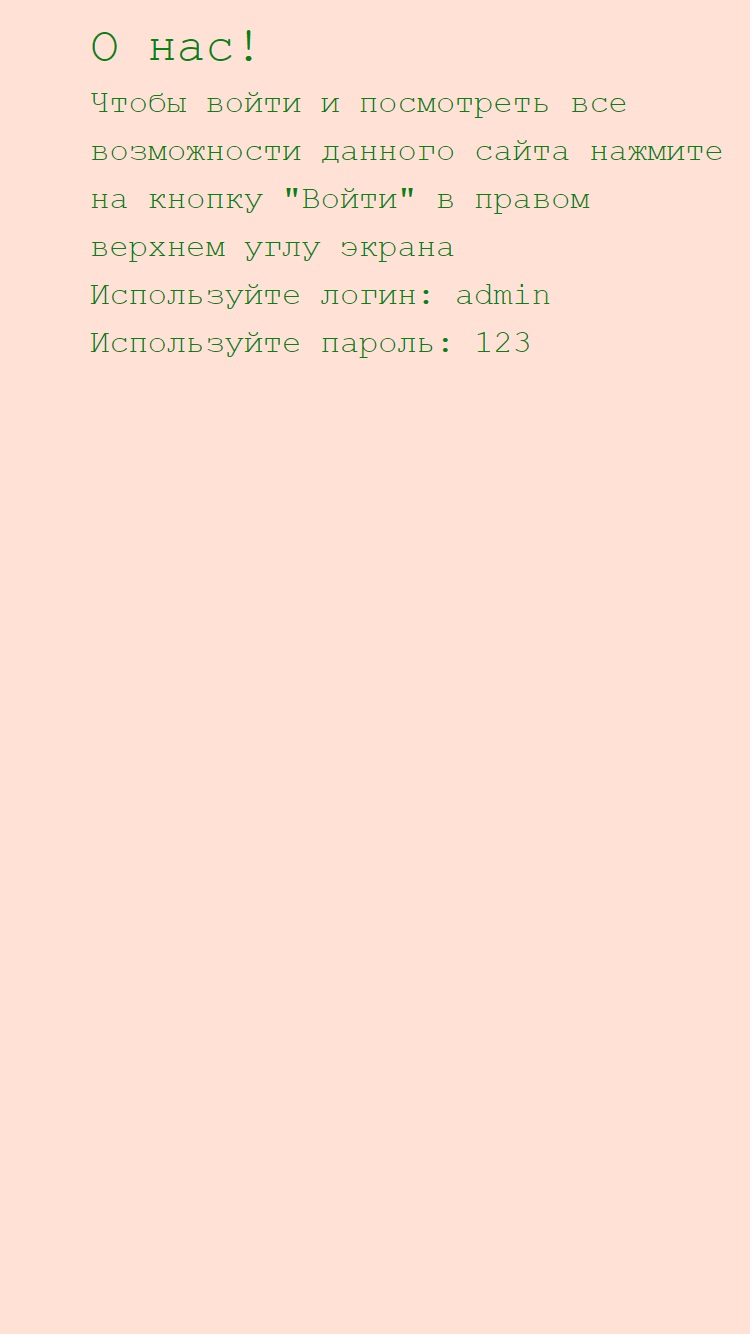 О нас!
Чтобы войти и посмотреть все
возможности данного сайта нажмите
на кнопку "Войти" в правом
верхнем углу экрана
Используйте логин: admin
Используйте пароль: 123